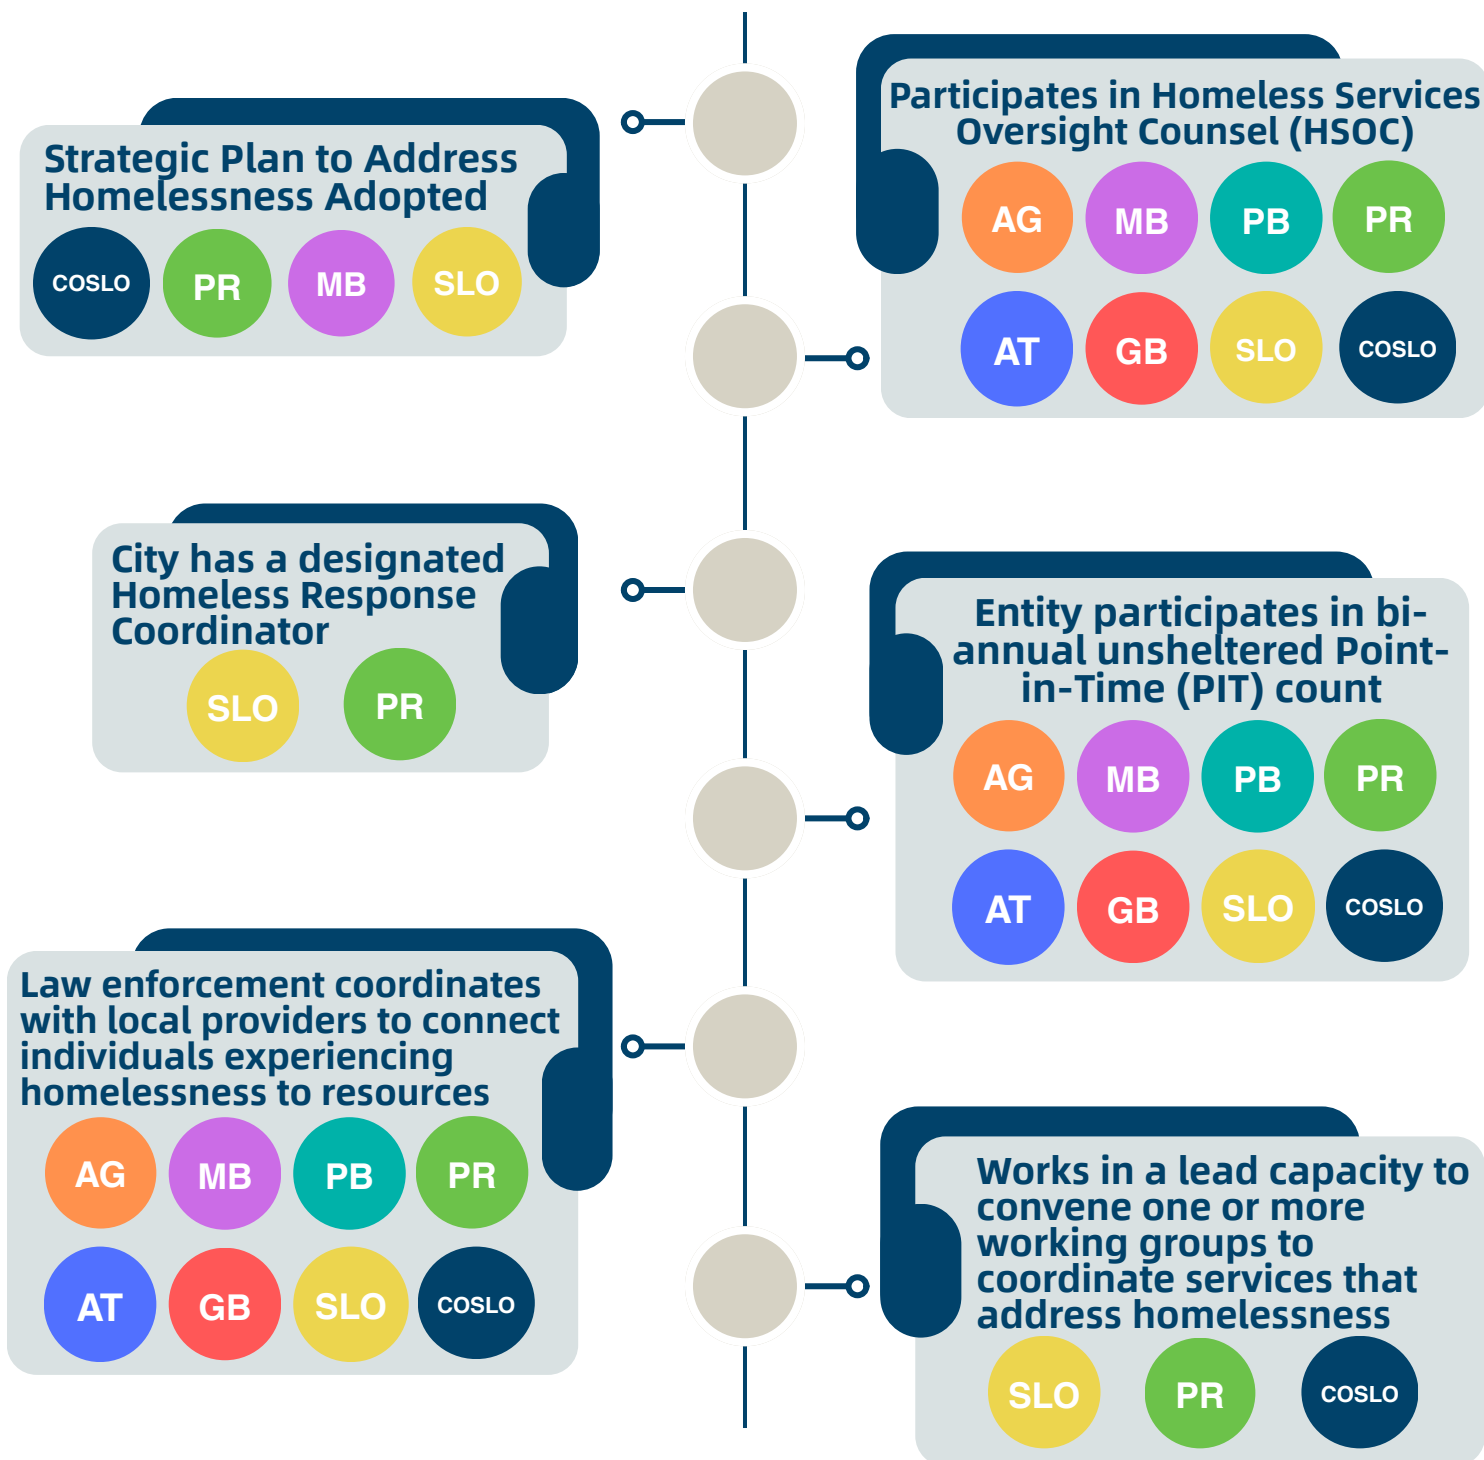 Strategic Plan to Address
Homelessness Adopted
COSLO PR MB SLO
Participates in Homeless Services
Oversight Counsel (HSOC)
AG MB PB PR
AT GB SLO COSLO
City has a designated
Homeless Response
Coordinator
SLO PR
Entity participates in bi-
annual unsheltered Point-
in-Time (PIT) count
AG MB PB PR
AT GB SLO COSLO
Law enforcement coordinates
with local providers to connect
individuals experiencing
homelessness to resources
AG MB PB PR
AT GB SLO COSLO
Works in a lead capacity to
convene one or more
working groups to
coordinate services that
address homelessness
SLO PR COSLO